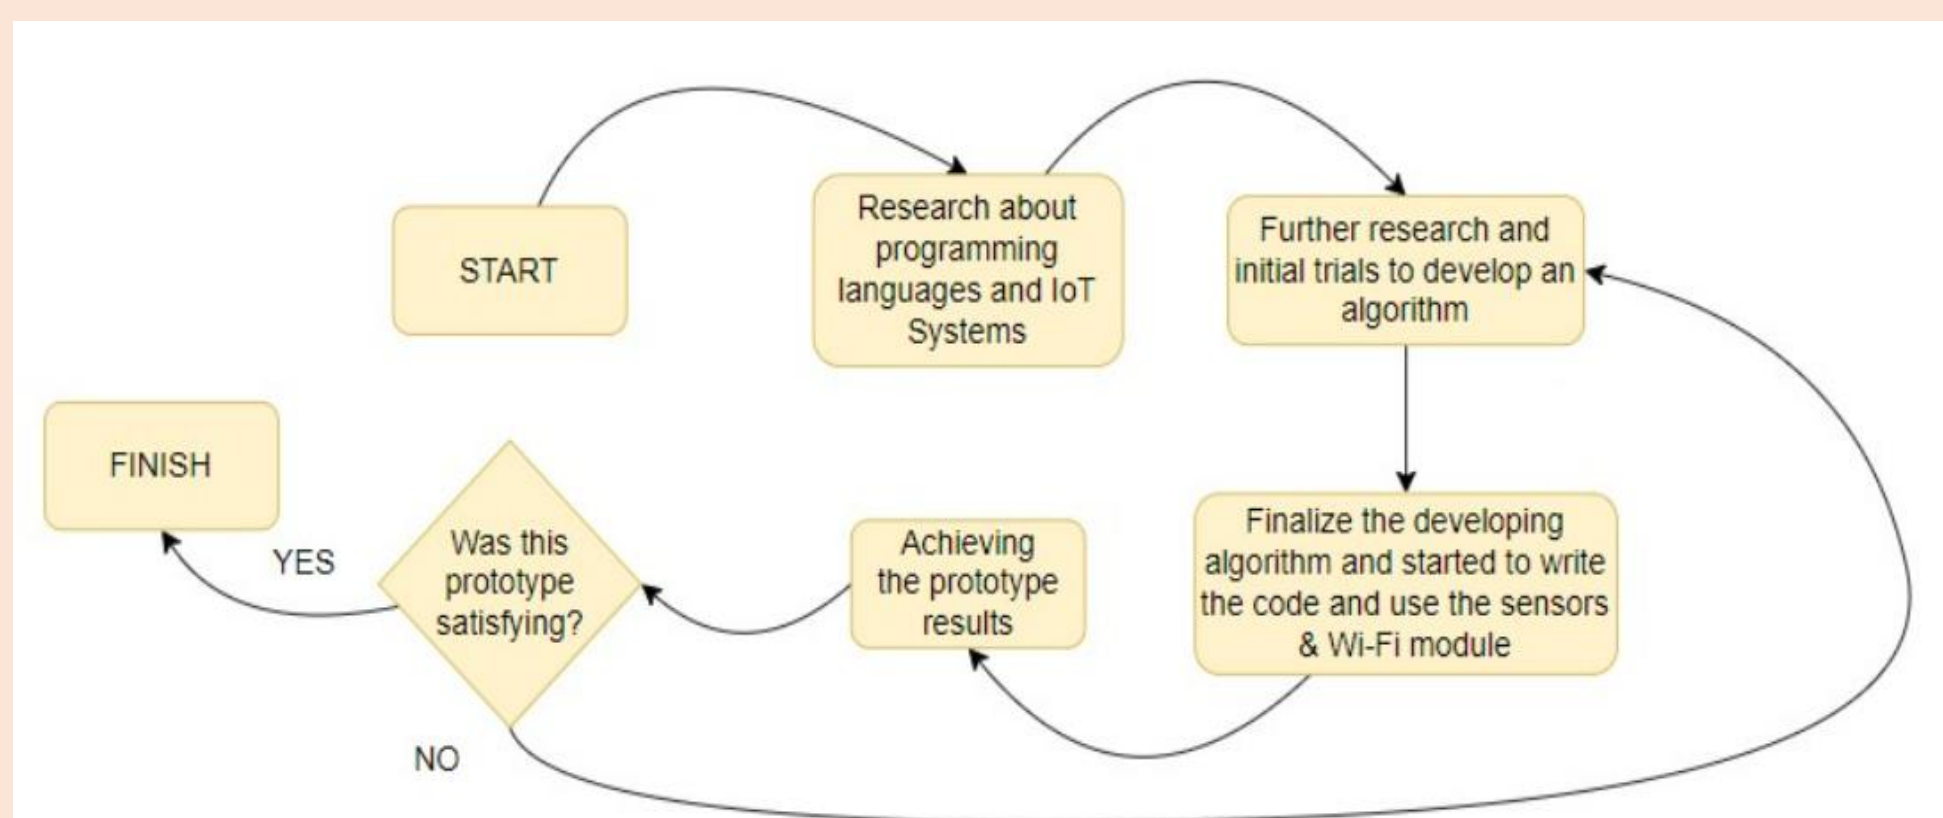 START
Research about
programming
languages and IoT
Systems
Further research and
initial trials to develop an
algorithm
Finalize the developing
algorithm and started to write
the code and use the sensors
& Wi-Fi module
Achieving
the prototype
results
Was this
prototype
satisfying?
YES
FINISH
NO